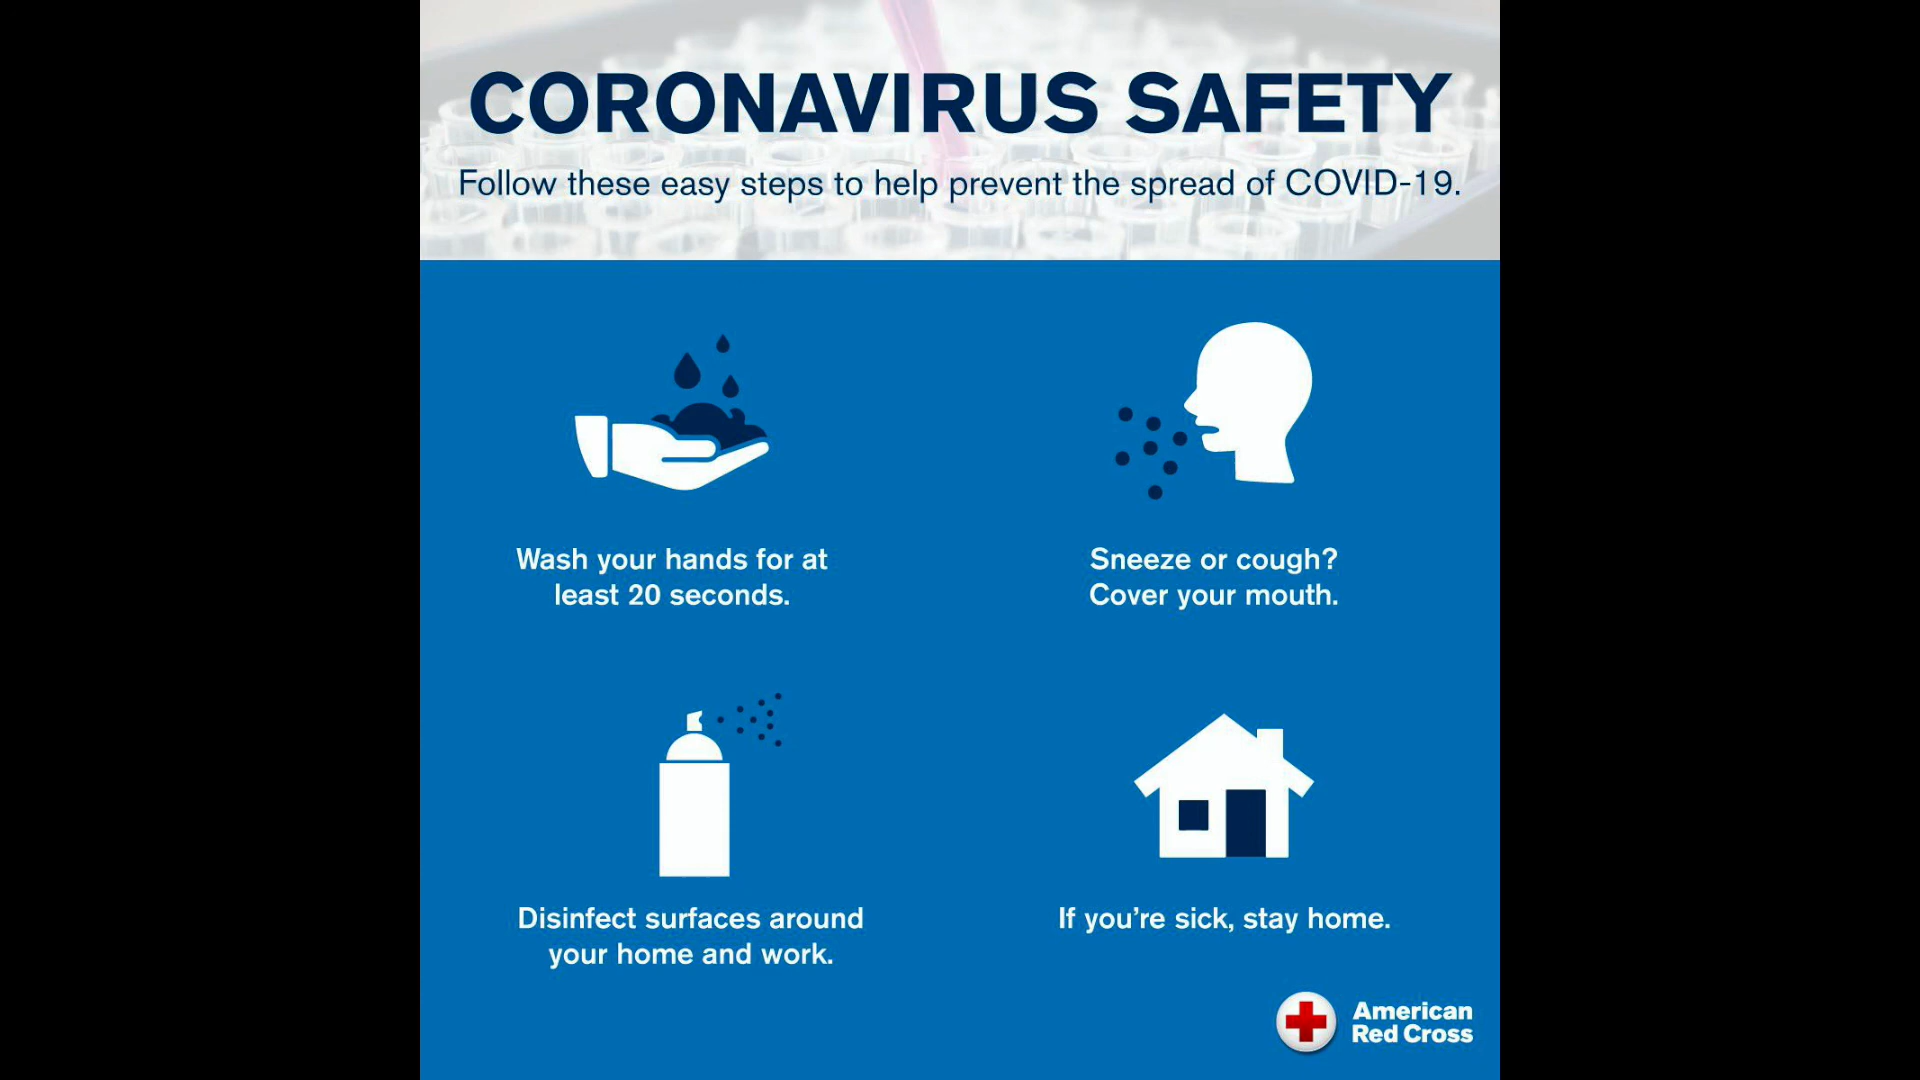 CORONAVIRUS SAFETY
Follow these easy steps to help prevent the spread of COVID-19.
Wash your hands for at
least 20 seconds.
Sneeze or cough?
Cover your mouth.
Disinfect surfaces around
your home and work.
If you're sick, stay home.
American
Red Cross